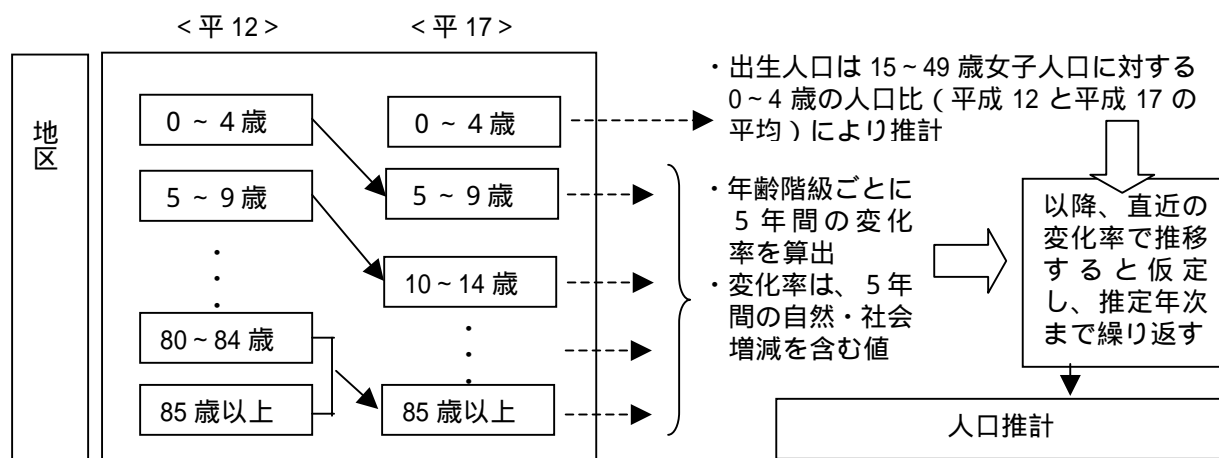 <平 12>
<平 17>
地区
0 ~ 4 歳
5 ~ 9 歳
・
・
・
80 ~ 84 歳
85 歳以上
0 ~ 4 歳
5 ~ 9 歳
10 ~ 14 歳
・
・
・
85 歳以上
・出生人口は 15 ~ 49 歳女子人口に対する
0 ~ 4 歳の人口比(平成 12 と平成 17 の
平均)により推計
・年齢階級ごとに
5 年間の変化
率を算出
・変化率は、5 年
間の自然・社会
増減を含む値
以降、直近の
変化率で推移
すると仮定
し、推定年次
まで繰り返す
人口推計